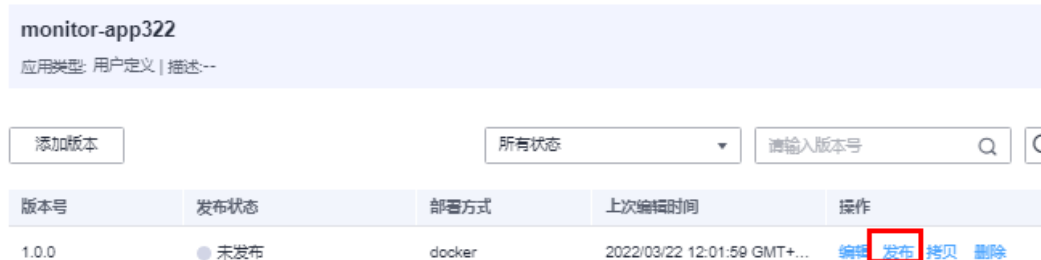 monitor-app322
应用类型: 用户定义 | 描述:--
添加版本 所有状态 请输入版本号
版本号 发布状态 部署方式 上次编辑时间 操作
1.0.0 未发布 docker 2022/03/22 12:01:59 GMT+... 编辑 发布 拷贝 删除